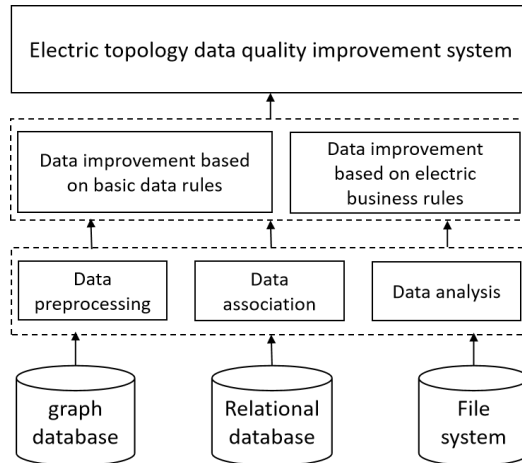 Electric topology data quality improvement system
Data improvement based
on basic data rules
Data improvement
based on electric
business rules
Data
preprocessing
Data
association
Data analysis
graph
database
Relational
database
File
system